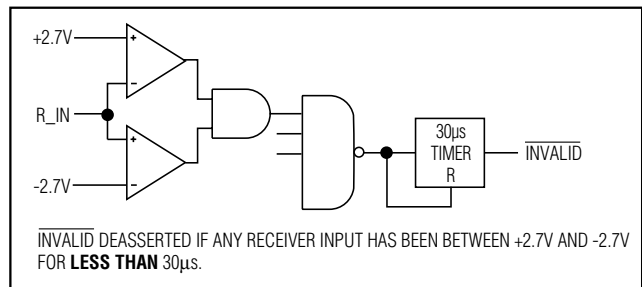 +2.7V
+
-
R_IN
+
-
-2.7V
30µs
TIMER
R
INVALID
INVALID DEASSERTED IF ANY RECEIVER INPUT HAS BEEN BETWEEN +2.7V AND -2.7V
FOR LESS THAN 30µs.